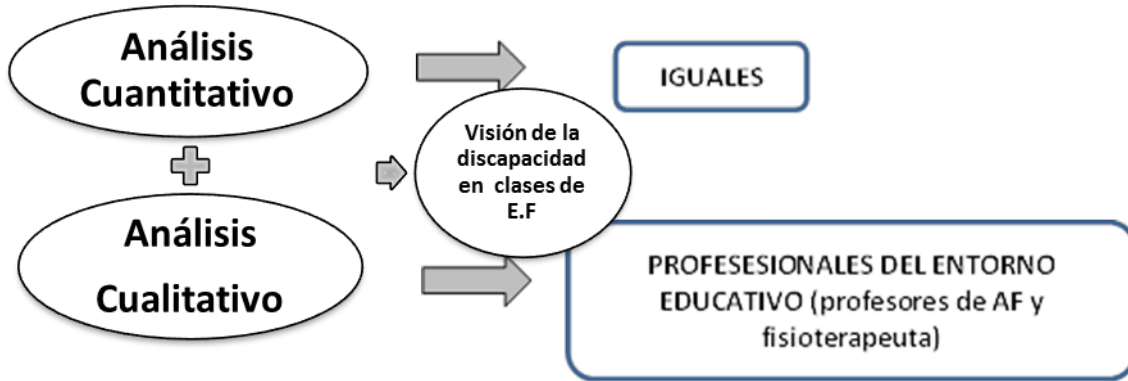 Análisis
Cuantitativo
IGUALES
Visión de la
discapacidad
en clases de
E.F
Análisis
Cualitativo
PROFESESIONALES DEL ENTORNO
EDUCATIVO (profesores de AF y
fisioterapeuta)